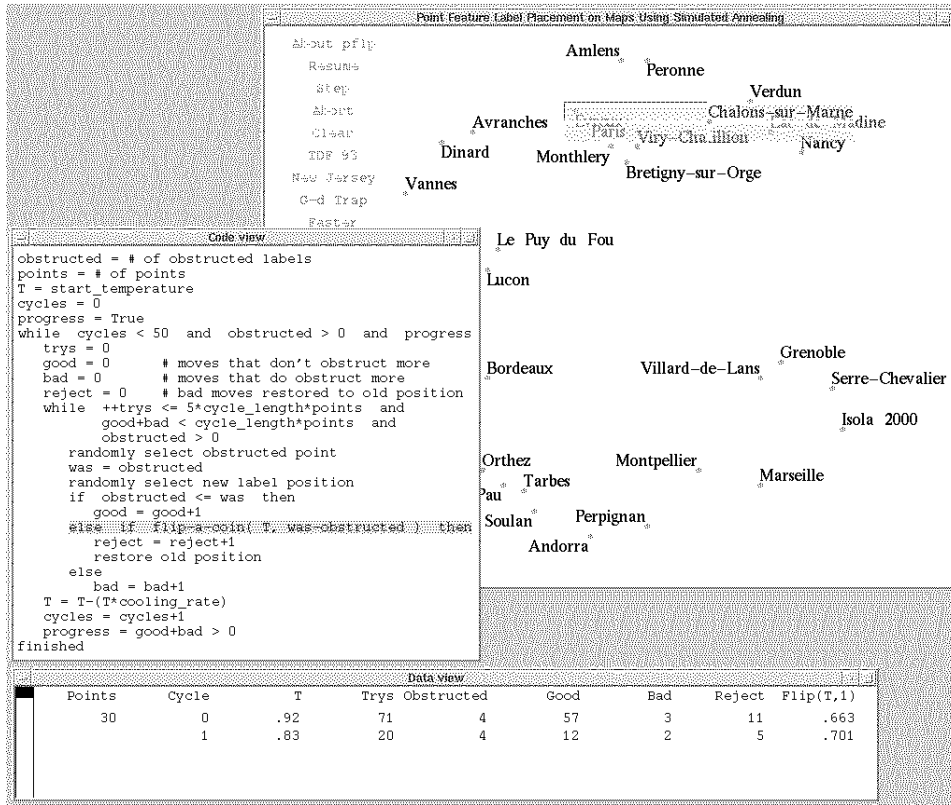 Point Feature Label Placement on Maps Using Simulated Annealing
About pflp
Resume
Step
About
Clear
TDF 93
New Jersey
G-d Trap
Faster
Amiens
Peronne
Verdun
Chalons-sur-Marne
Avranches
Paris
Dinard
Monthlery
Nancy
Bretigny-sur-Orge
Vannes
Le Puy du Fou
Lucon
Bordeaux
Villard-de-Lans
Grenoble
Serre-Chevalier
Isola 2000
Orthez
Montpellier
Marseille
Pau
Tarbes
Soulan
Perpignan
Andorra
Code view
obstructed = # of obstructed labels
points = # of points
T = start_temperature
cycles = 0
progress = True
while cycles < 50 and obstructed > 0 and progress
trys = 0
good = 0 # moves that don't obstruct more
bad = 0 # moves that do obstruct more
reject = 0 # bad moves restored to old position
while ++trys <= 5*cycle_length*points and
good+bad < cycle_length*points and
obstructed > 0
randomly select obstructed point
was = obstructed
randomly select new label position
if obstructed <= was then
good = good+1
else if flip-a-coin( T, was-obstructed ) then
reject = reject+1
restore old position
else
bad = bad+1
T = T-(T*cooling_rate)
cycles = cycles+1
progress = good+bad > 0
finished
Data view
Points Cycle T Trys Obstructed Good Bad Reject Flip(T,1)
30 0 .92 71 4 57 3 11 .663
1 .83 20 4 12 2 5 .701